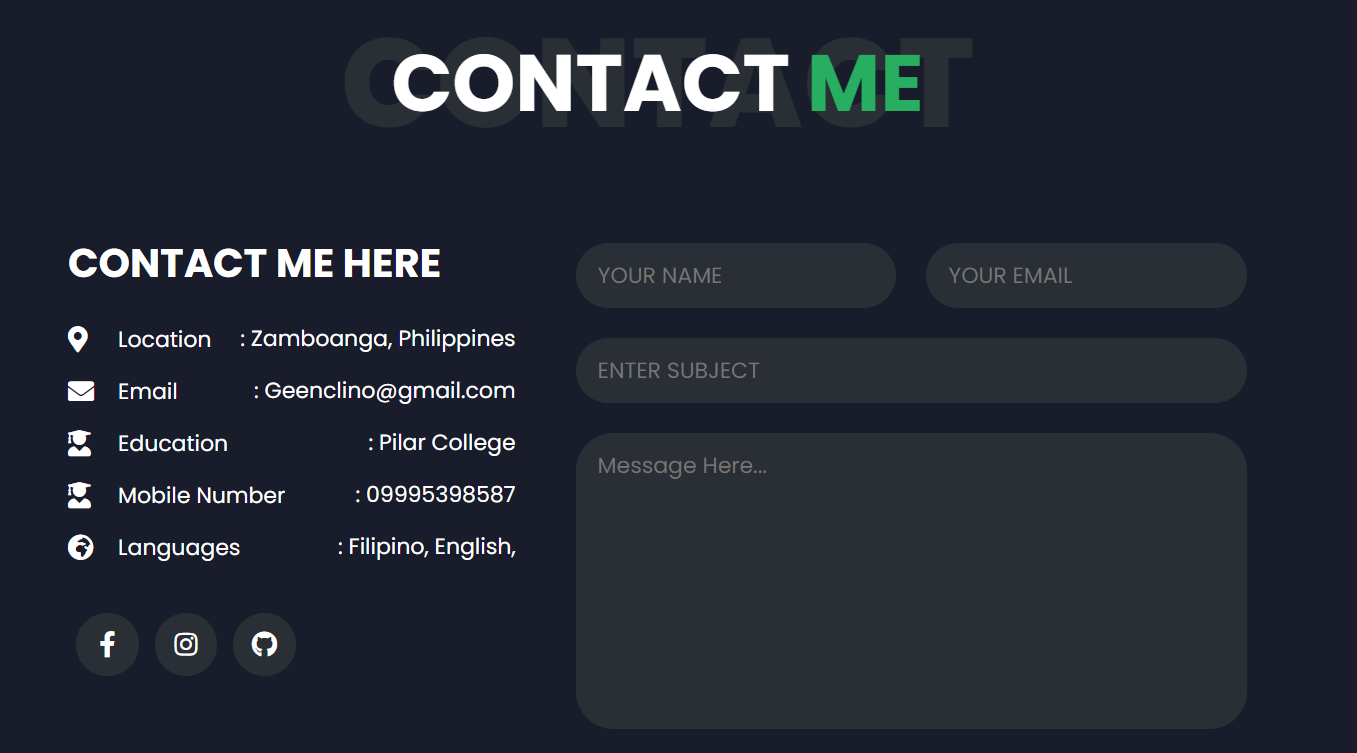 CONTACT
CONTACT ME
CONTACT ME HERE
Location : Zamboanga, Philippines
Email : Geenclino@gmail.com
Education : Pilar College
Mobile Number : 09995398587
Languages : Filipino, English,
YOUR NAME YOUR EMAIL
ENTER SUBJECT
Message Here...